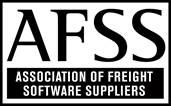 AFSS
ASSOCIATION OF FREIGHT
SOFTWARE SUPPLIERS